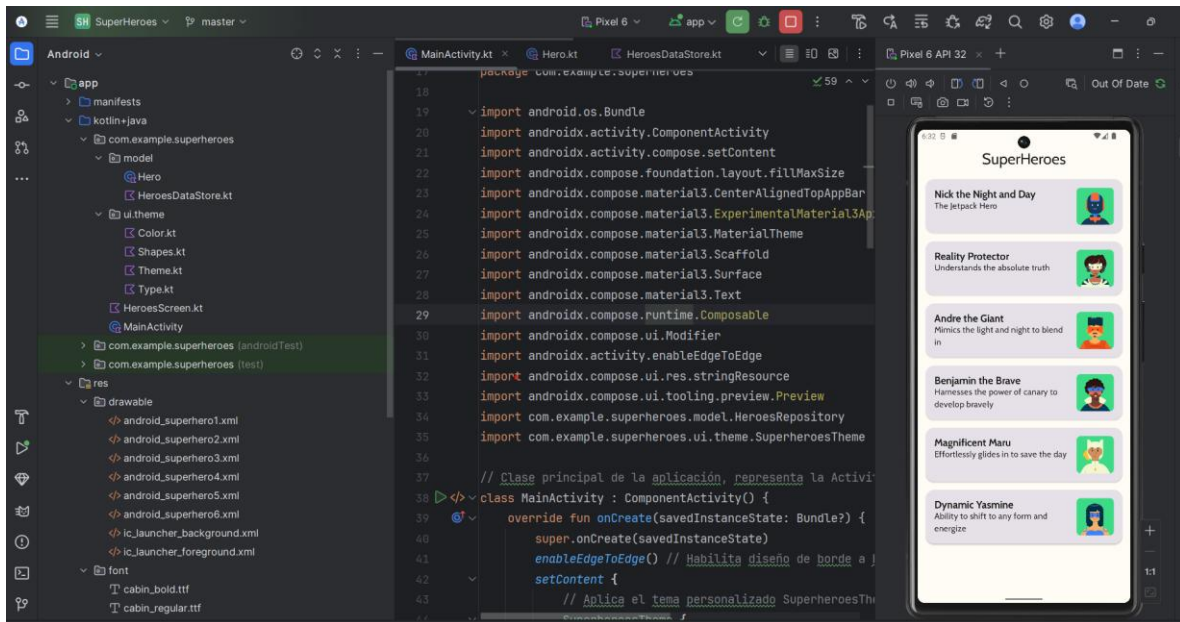 SH SuperHeroes master Pixel 6 app
Android
app
manifests
kotlin+java
com.example.superheroes
model
Hero
HeroesDataStore.kt
ui.theme
Color.kt
Shapes.kt
Theme.kt
Type.kt
HeroesScreen.kt
MainActivity
com.example.superheroes (androidTest)
com.example.superheroes (test)
res
drawable
android_superhero1.xml
android_superhero2.xml
android_superhero3.xml
android_superhero4.xml
android_superhero5.xml
android_superhero6.xml
ic_launcher_background.xml
ic_launcher_foreground.xml
font
cabin_bold.ttf
cabin_regular.ttf
MainActivity.kt Hero.kt HeroesDataStore.kt
59
17 package com.example.superheroes
18
19 import android.os.Bundle
20 import androidx.activity.ComponentActivity
21 import androidx.activity.compose.setContent
22 import androidx.compose.foundation.layout.fillMaxSize
23 import androidx.compose.material3.CenterAlignedTopAppBar
24 import androidx.compose.material3.ExperimentalMaterial3Ap
25 import androidx.compose.material3.MaterialTheme
26 import androidx.compose.material3.Scaffold
27 import androidx.compose.material3.Surface
28 import androidx.compose.material3.Text
29 import androidx.compose.runtime.Composable
30 import androidx.compose.ui.Modifier
31 import androidx.activity.enableEdgeToEdge
32 import androidx.compose.ui.res.stringResource
33 import androidx.compose.ui.tooling.preview.Preview
34 import com.example.superheroes.model.HeroesRepository
35 import com.example.superheroes.ui.theme.SuperheroesTheme
36
37 // Clase principal de la aplicación, representa la Activi
38 class MainActivity : ComponentActivity() {
39 override fun onCreate(savedInstanceState: Bundle?) {
40 super.onCreate(savedInstanceState)
41 enableEdgeToEdge() // Habilita diseño de borde a
42 setContent {
43 // Aplica el tema personalizado SuperheroesTh
44 SuperheroesTheme {
Pixel 6 API 32
Out Of Date
6:32
SuperHeroes
Nick the Night and Day
The Jetpack Hero
Reality Protector
Understands the absolute truth
Andre the Giant
Mimics the light and night to blend
in
Benjamin the Brave
Harnesses the power of canary to
develop bravely
Magnificent Maru
Effortlessly glides in to save the day
Dynamic Yasmine
Ability to shift to any form and
energize
1:1